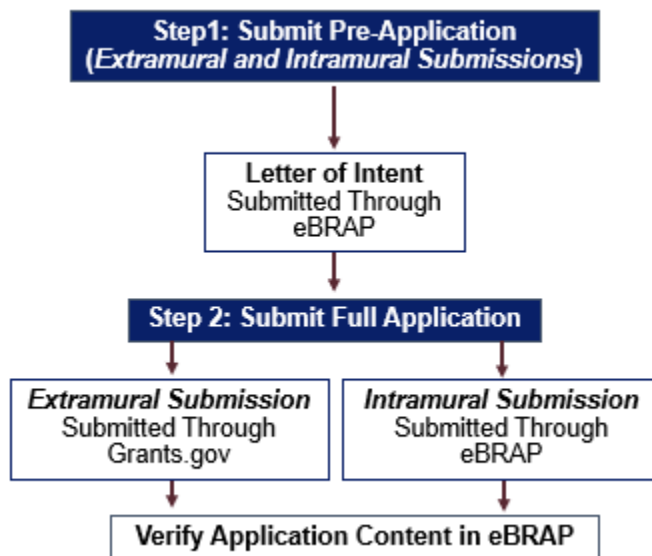 Step1: Submit Pre-Application
(Extramural and Intramural Submissions)
Letter of Intent
Submitted Through
eBRAP
Step 2: Submit Full Application
Extramural Submission
Submitted Through
Grants.gov
Intramural Submission
Submitted Through
eBRAP
Verify Application Content in eBRAP